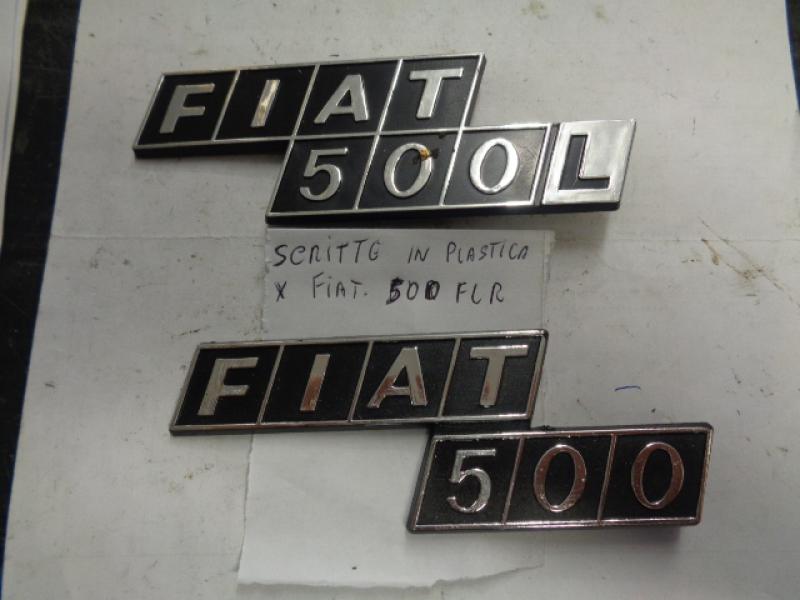 FIAT
500L
SCRITTE IN PLASTICA
X FIAT. 500 FLR
FIAT
500